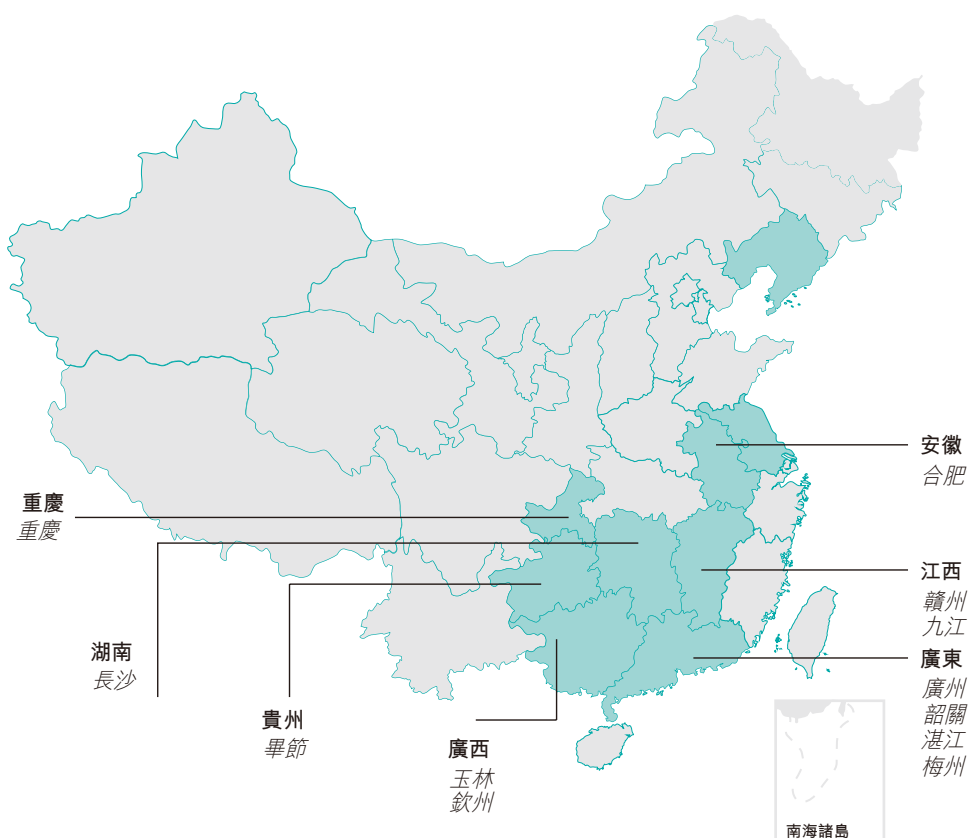 安徽
合肥
重慶
重慶
江西
贛州
九江
湖南
長沙
廣東
廣州
韶關
湛江
梅州
貴州
畢節
廣西
玉林
欽州
南海諸島